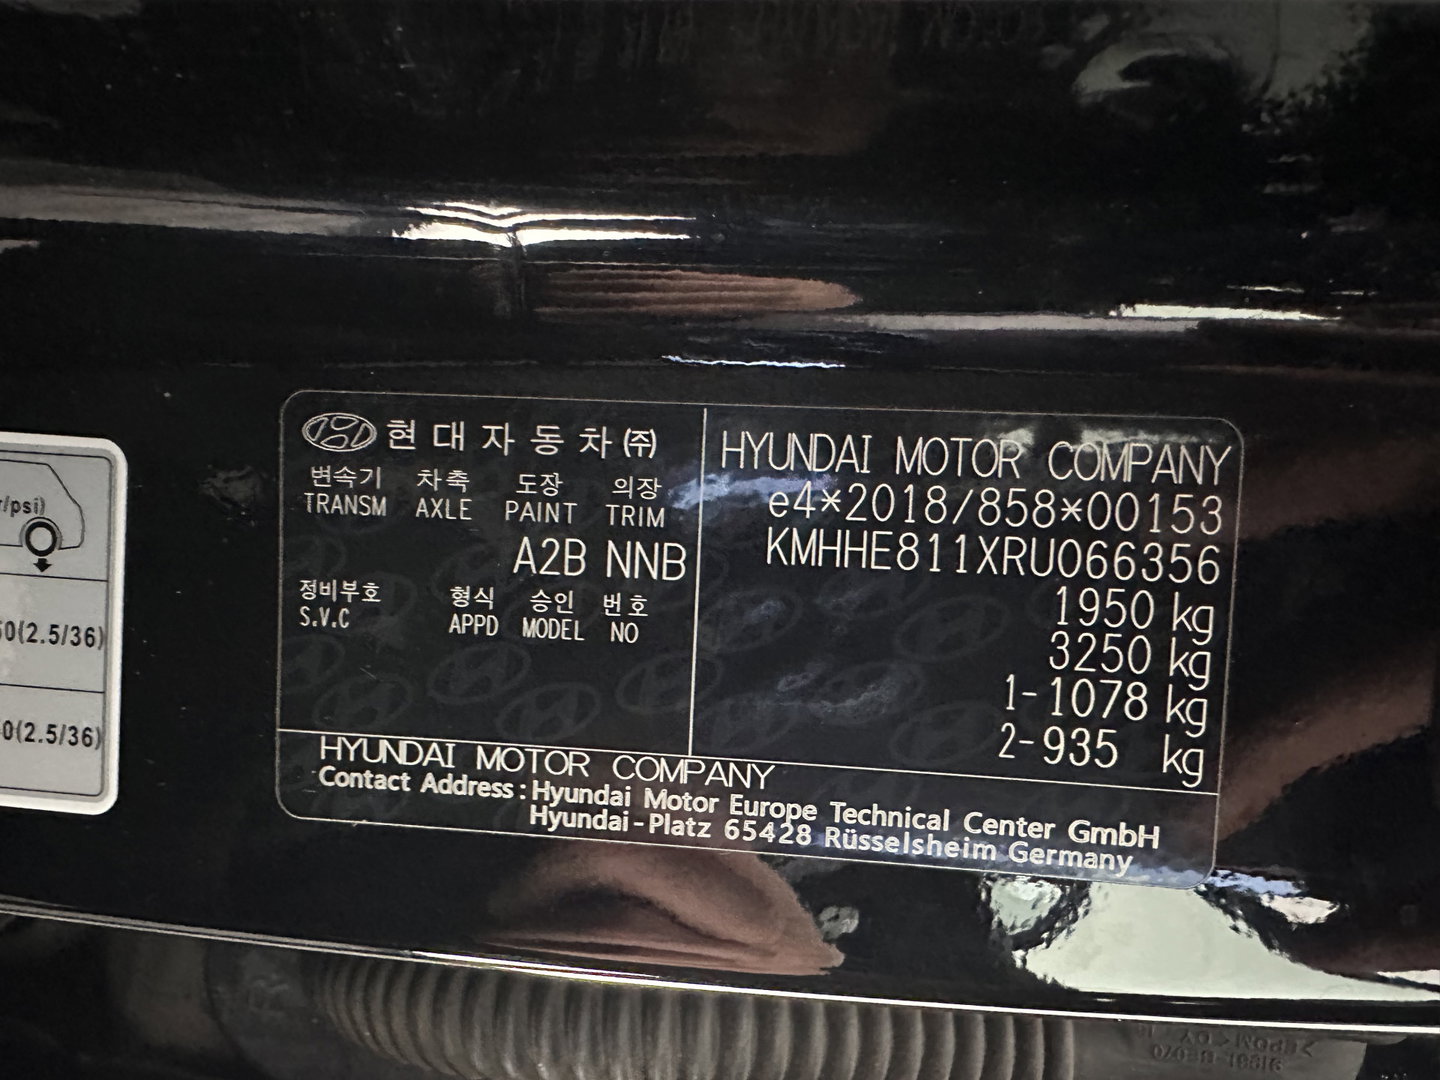 현대자동차㈜
변속기 차축 도장 의장
TRANSM AXLE PAINT TRIM
A2B NNB
정비부호 형식 승인 번호
S.V.C APPD MODEL NO
HYUNDAI MOTOR COMPANY
e4*2018/858*00153
KMHHE811XRU066356
1950 kg
3250 kg
1-1078 kg
2-935 kg
HYUNDAI MOTOR COMPANY
Contact Address : Hyundai Motor Europe Technical Center GmbH
Hyundai-Platz 65428 Rüsselsheim Germany
/psi)
0(2.5/36)
0(2.5/36)